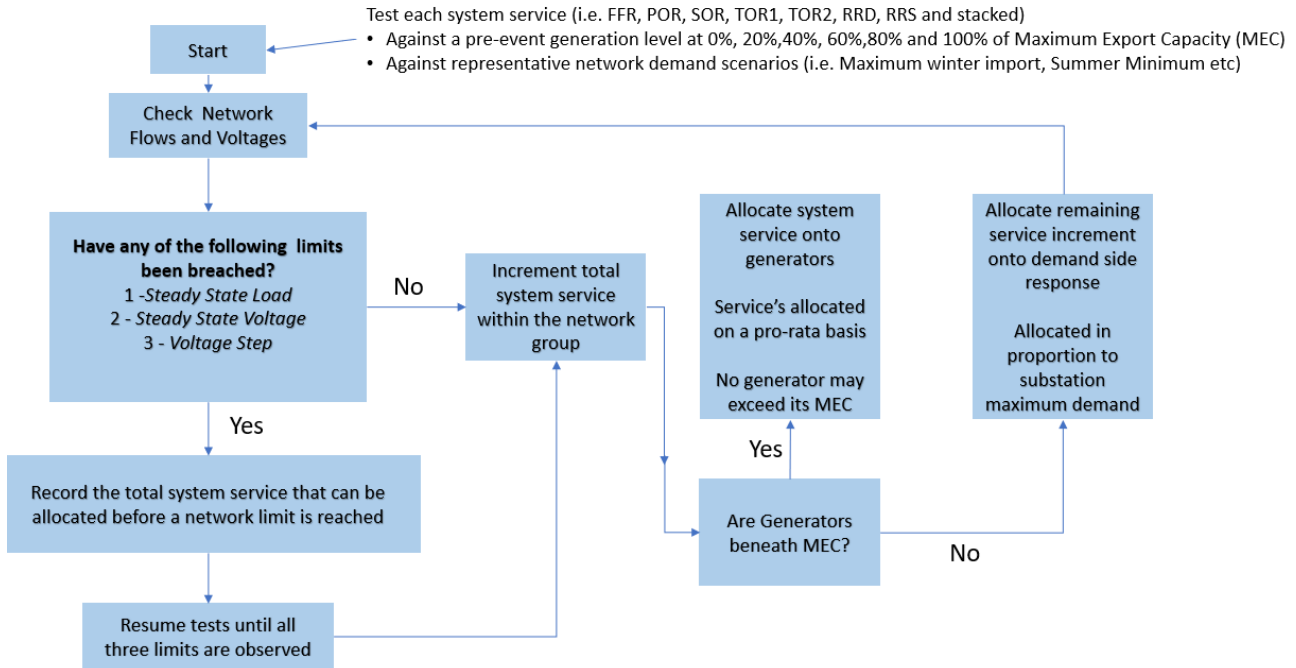 Test each system service (i.e. FFR, POR, SOR, TOR1, TOR2, RRD, RRS and stacked)
• Against a pre-event generation level at 0%, 20%,40%, 60%,80% and 100% of Maximum Export Capacity (MEC)
• Against representative network demand scenarios (i.e. Maximum winter import, Summer Minimum etc)
Start
Check Network
Flows and Voltages
Have any of the following limits
been breached?
1 -Steady State Load
2 - Steady State Voltage
3 - Voltage Step
No
Increment total
system service
within the network
group
Allocate system
service onto
generators
Service’s allocated
on a pro-rata basis
No generator may
exceed its MEC
Allocate remaining
service increment
onto demand side
response
Allocated in
proportion to
substation
maximum demand
Yes
Yes
Record the total system service that can be
allocated before a network limit is reached
Are Generators
beneath MEC?
No
Resume tests until all
three limits are observed